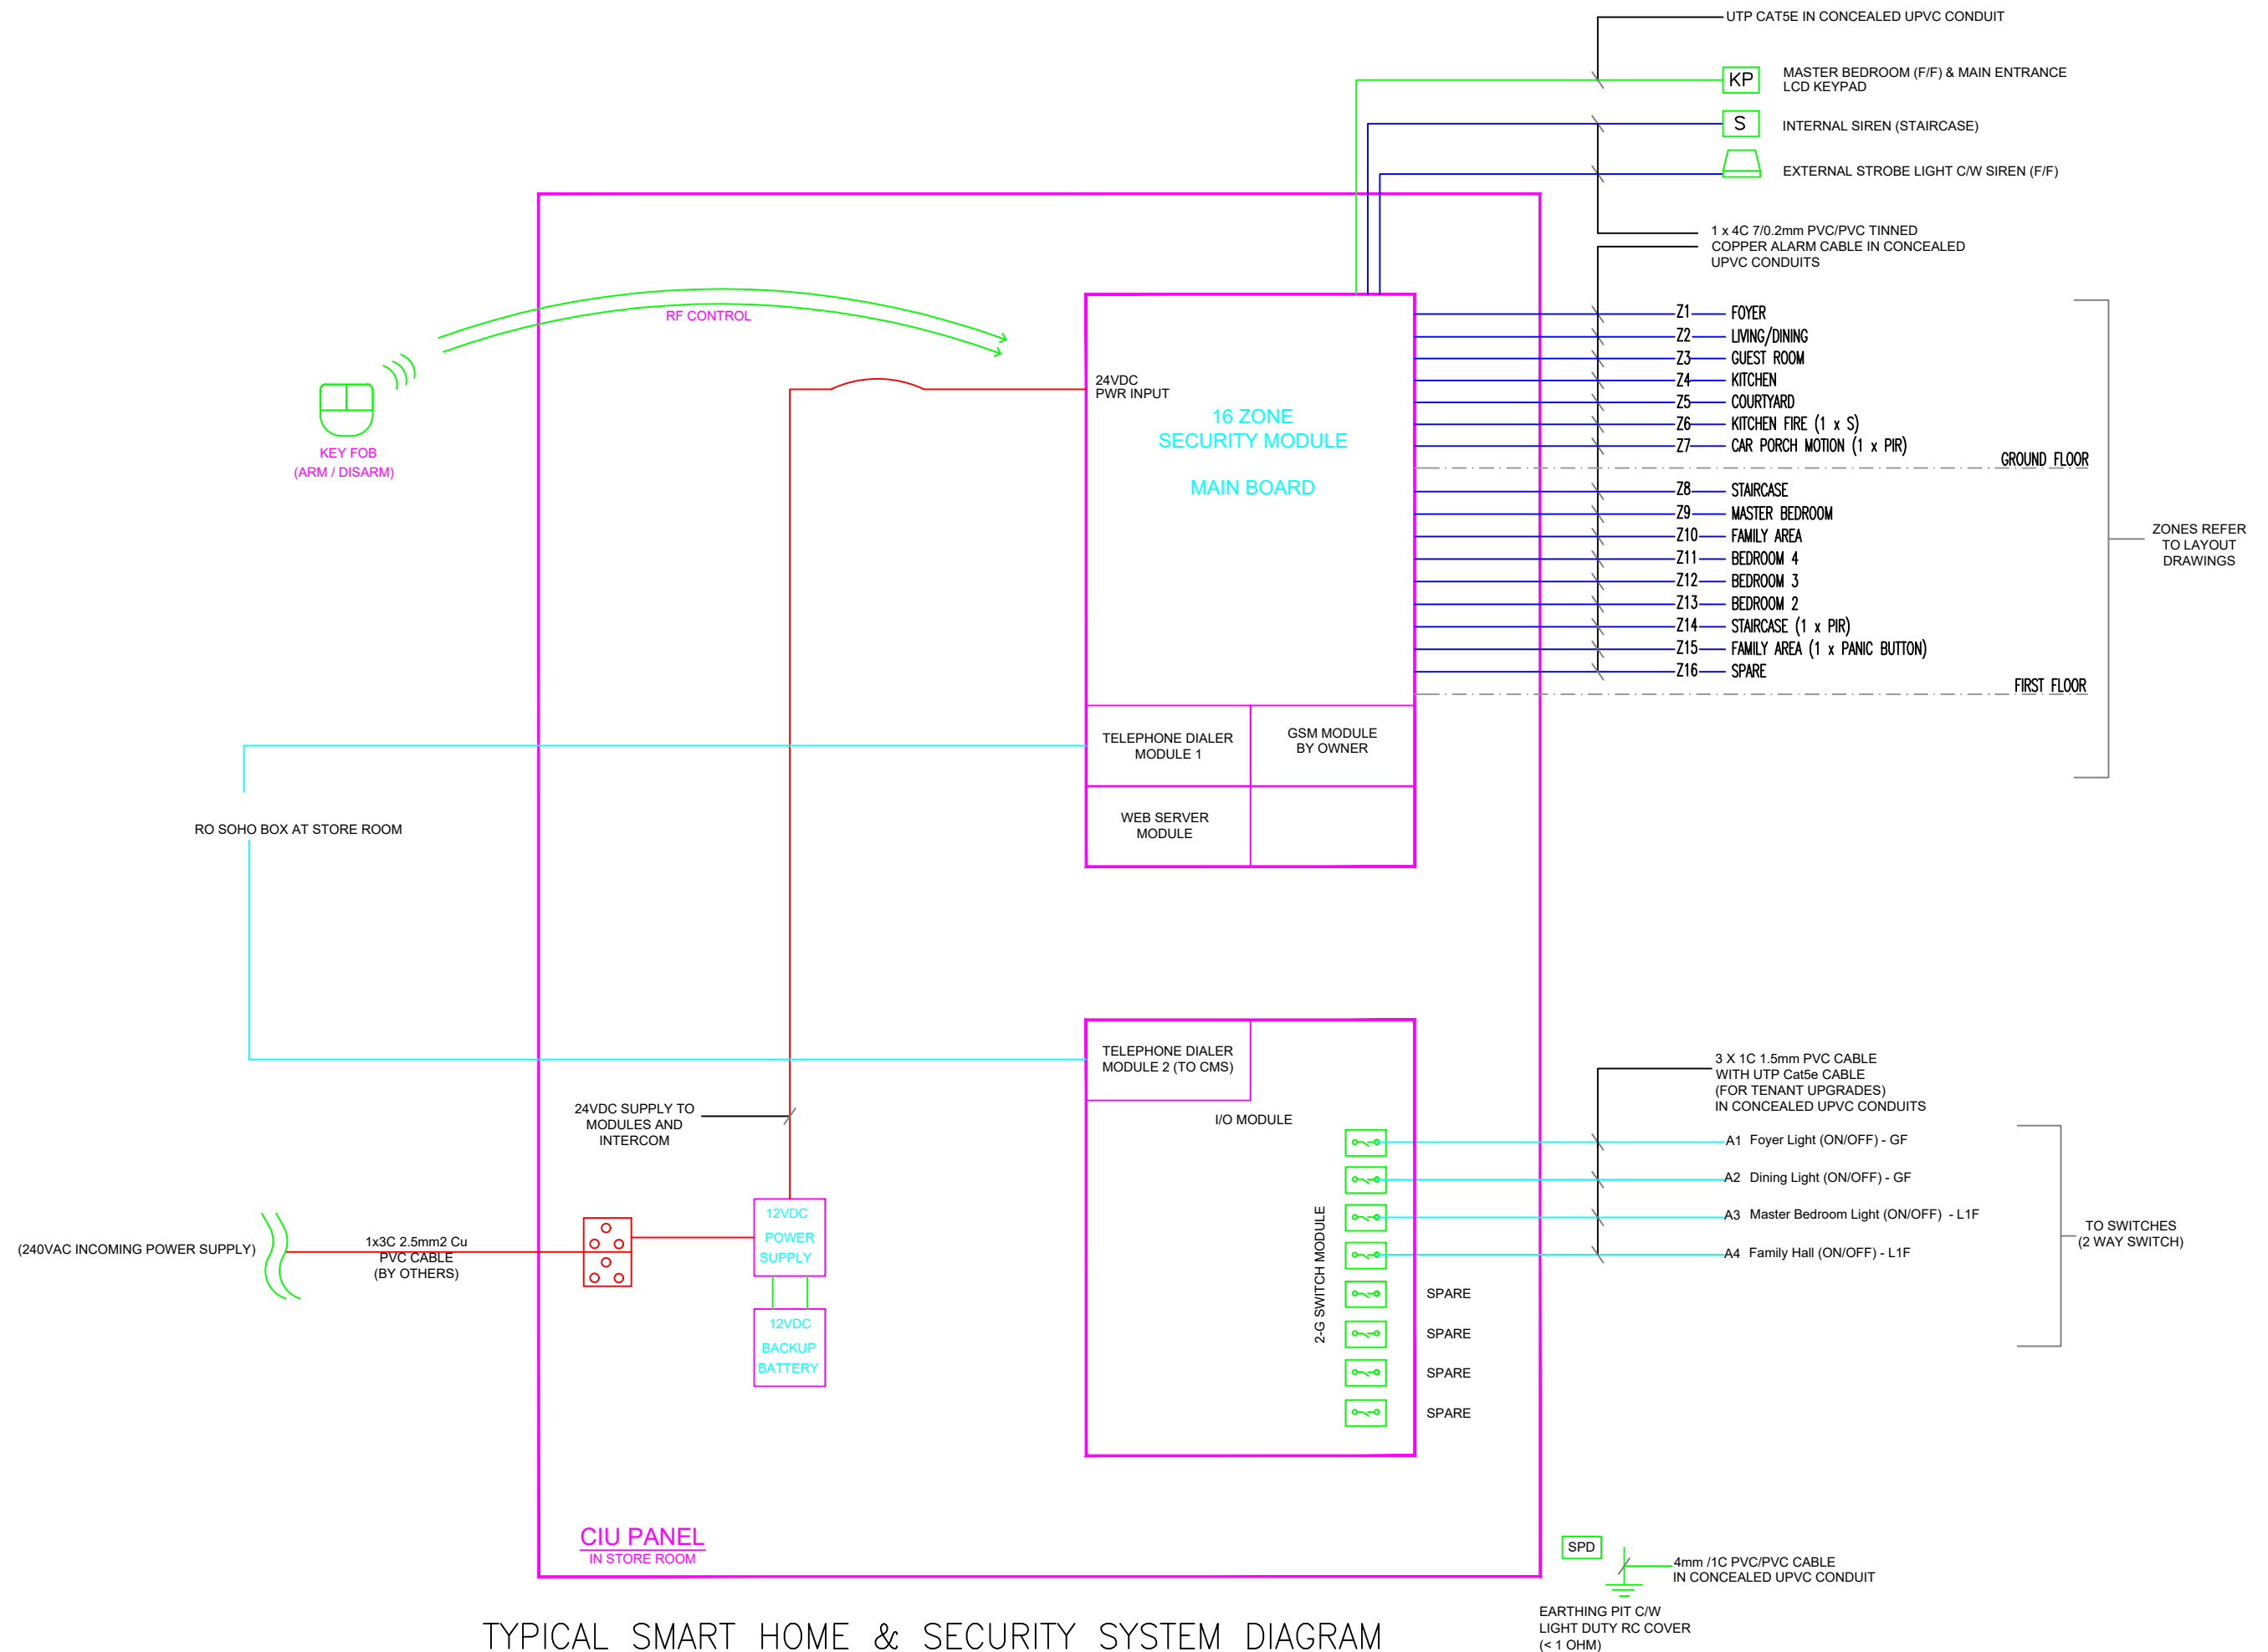 UTP CAT5E IN CONCEALED UPVC CONDUIT
KP
MASTER BEDROOM (F/F) & MAIN ENTRANCE
LCD KEYPAD
S
INTERNAL SIREN (STAIRCASE)
EXTERNAL STROBE LIGHT C/W SIREN (F/F)
1 x 4C 7/0.2mm PVC/PVC TINNED
COPPER ALARM CABLE IN CONCEALED
UPVC CONDUITS
RF CONTROL
KEY FOB
(ARM / DISARM)
24VDC
PWR INPUT
16 ZONE
SECURITY MODULE
MAIN BOARD
Z1 FOYER
Z2 LIVING/DINING
Z3 GUEST ROOM
Z4 KITCHEN
Z5 COURTYARD
Z6 KITCHEN FIRE (1 x S)
Z7 CAR PORCH MOTION (1 x PIR)
GROUND FLOOR
Z8 STAIRCASE
Z9 MASTER BEDROOM
Z10 FAMILY AREA
Z11 BEDROOM 4
Z12 BEDROOM 3
Z13 BEDROOM 2
Z14 STAIRCASE (1 x PIR)
Z15 FAMILY AREA (1 x PANIC BUTTON)
Z16 SPARE
FIRST FLOOR
ZONES REFER
TO LAYOUT
DRAWINGS
TELEPHONE DIALER
MODULE 1
GSM MODULE
BY OWNER
WEB SERVER
MODULE
RO SOHO BOX AT STORE ROOM
TELEPHONE DIALER
MODULE 2 (TO CMS)
I/O MODULE
2-G SWITCH MODULE
3 X 1C 1.5mm PVC CABLE
WITH UTP Cat5e CABLE
(FOR TENANT UPGRADES)
IN CONCEALED UPVC CONDUITS
A1 Foyer Light (ON/OFF) - GF
A2 Dining Light (ON/OFF) - GF
A3 Master Bedroom Light (ON/OFF) - L1F
A4 Family Hall (ON/OFF) - L1F
SPARE
SPARE
SPARE
SPARE
TO SWITCHES
(2 WAY SWITCH)
24VDC SUPPLY TO
MODULES AND
INTERCOM
(240VAC INCOMING POWER SUPPLY)
1x3C 2.5mm2 Cu
PVC CABLE
(BY OTHERS)
12VDC
POWER
SUPPLY
12VDC
BACKUP
BATTERY
CIU PANEL
IN STORE ROOM
SPD
4mm /1C PVC/PVC CABLE
IN CONCEALED UPVC CONDUIT
EARTHING PIT C/W
LIGHT DUTY RC COVER
(< 1 OHM)
TYPICAL SMART HOME & SECURITY SYSTEM DIAGRAM